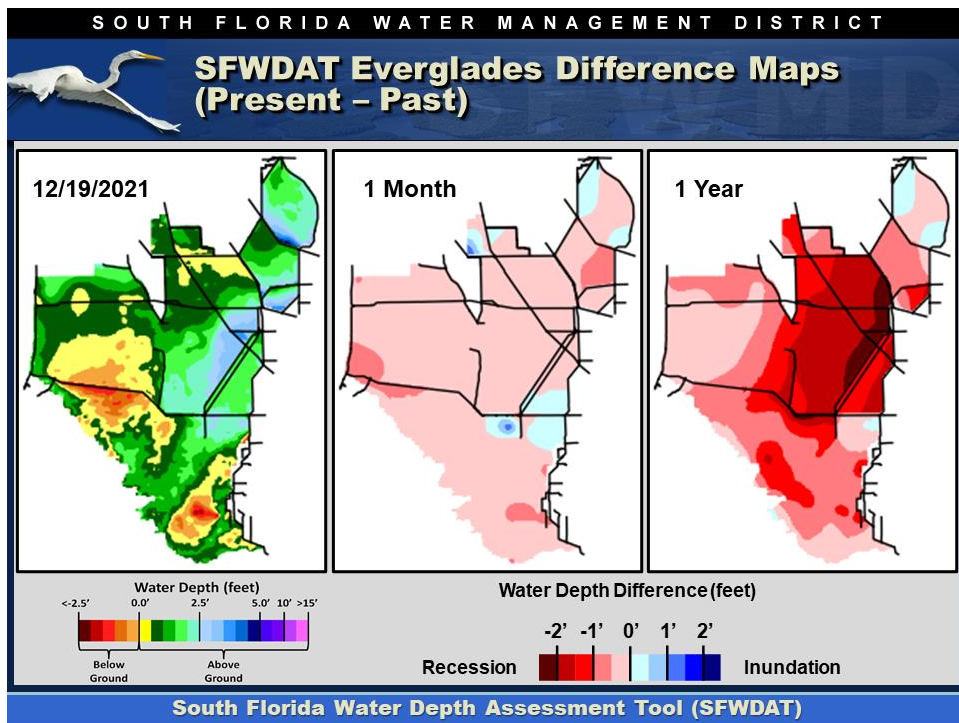 SOUTH FLORIDA WATER MANAGEMENT DISTRICT
SFWDAT Everglades Difference Maps
(Present – Past)
SFWMD
12/19/2021
1 Month
1 Year
Water Depth (feet)
<-2.5’ 0.0’ 2.5’ 5.0’ 10’ >15’
Below
Ground
Above
Ground
Water Depth Difference (feet)
-2’ -1’ 0’ 1’ 2’
Recession
Inundation
South Florida Water Depth Assessment Tool (SFWDAT)